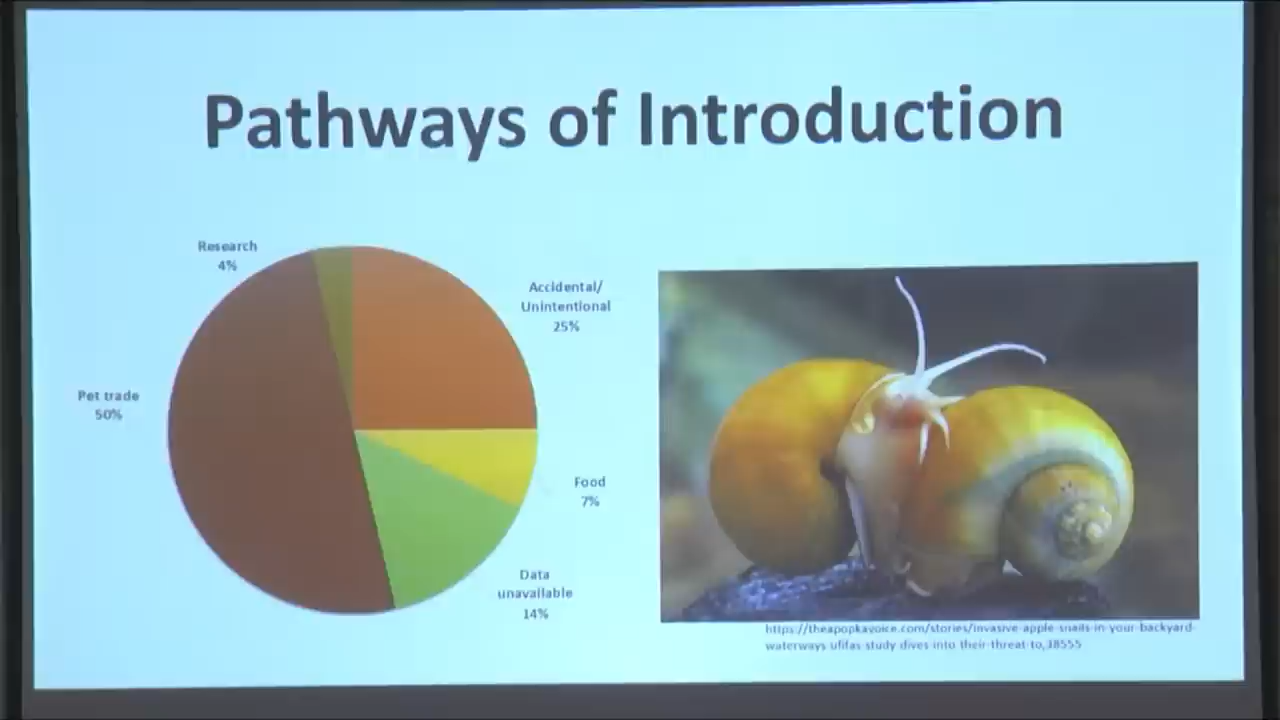 Pathways of Introduction
Research
4%
Accidental/
Unintentional
25%
Pet trade
50%
Food
7%
Data
unavailable
14%
https://theapopkavoice.com/stories/invasive-apple-snails-in-your-backyard-
waterways-ufifas-study-dives-into-their-threat-to,38555